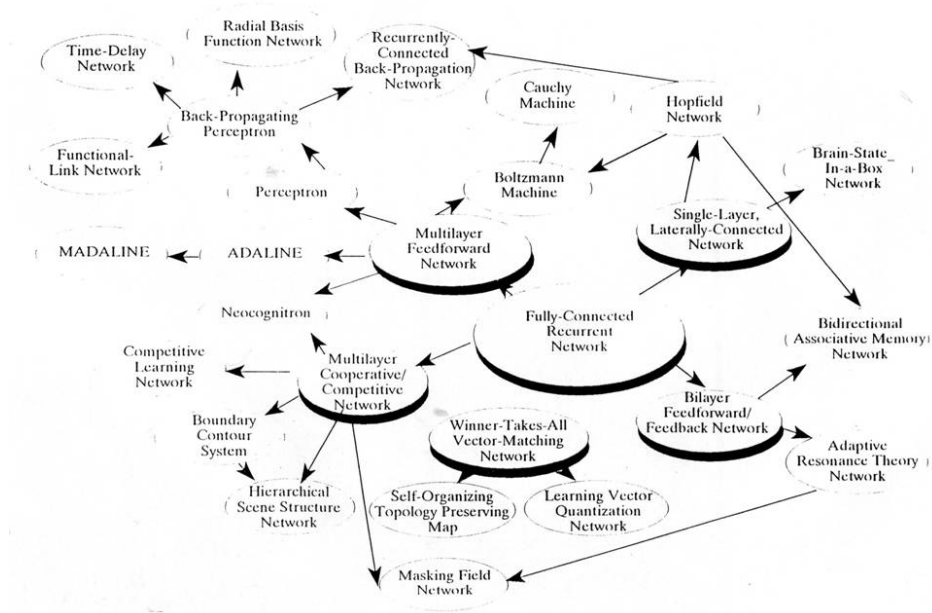 Radial Basis
Function Network
Time-Delay
Network
Recurrently-
Connected
Back-Propagation
Network
Cauchy
Machine
Hopfield
Network
Back-Propagating
Perceptron
Functional-
Link Network
Brain-State
In-a-Box
Network
Perceptron
Boltzmann
Machine
Single-Layer,
Laterally-Connected
Network
MADALINE
ADALINE
Multilayer
Feedforward
Network
Neocognitron
Fully-Connected
Recurrent
Network
Bidirectional
Associative Memory
Network
Competitive
Learning
Network
Multilayer
Cooperative/
Competitive
Network
Bilayer
Feedforward/
Feedback Network
Boundary
Contour
System
Winner-Takes-All
Vector-Matching
Network
Adaptive
Resonance Theory
Network
Hierarchical
Scene Structure
Network
Self-Organizing
Topology Preserving
Map
Learning Vector
Quantization
Network
Masking Field
Network